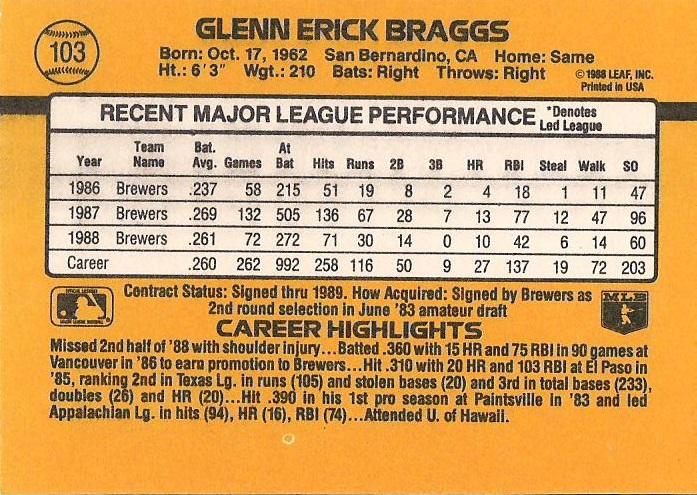 103
GLENN ERICK BRAGGS
Born: Oct. 17, 1962 San Bernardino, CA Home: Same
Ht.: 6'3" Wgt.: 210 Bats: Right Throws: Right
©1988 LEAF, INC.
Printed in USA
RECENT MAJOR LEAGUE PERFORMANCE *Denotes Led League
Year Team Name Bat. Avg. Games At Bat Hits Runs 2B 3B HR RBI Steal Walk SO
1986 Brewers .237 58 215 51 19 8 2 4 18 1 11 47
1987 Brewers .269 132 505 136 67 28 7 13 77 12 47 96
1988 Brewers .261 72 272 71 30 14 0 10 42 6 14 60
Career .260 262 992 258 116 50 9 27 137 19 72 203
Contract Status: Signed thru 1989. How Acquired: Signed by Brewers as
2nd round selection in June '83 amateur draft
MLB
CAREER HIGHLIGHTS
Missed 2nd half of '88 with shoulder injury...Batted .360 with 15 HR and 75 RBI in 90 games at
Vancouver in '86 to earn promotion to Brewers...Hit .310 with 20 HR and 103 RBI at El Paso in
'85, ranking 2nd in Texas Lg. in runs (105) and stolen bases (20) and 3rd in total bases (233),
doubles (26) and HR (20)...Hit .390 in his 1st pro season at Paintsville in '83 and led
Appalachian Lg. in hits (94), HR (16), RBI (74)...Attended U. of Hawaii.